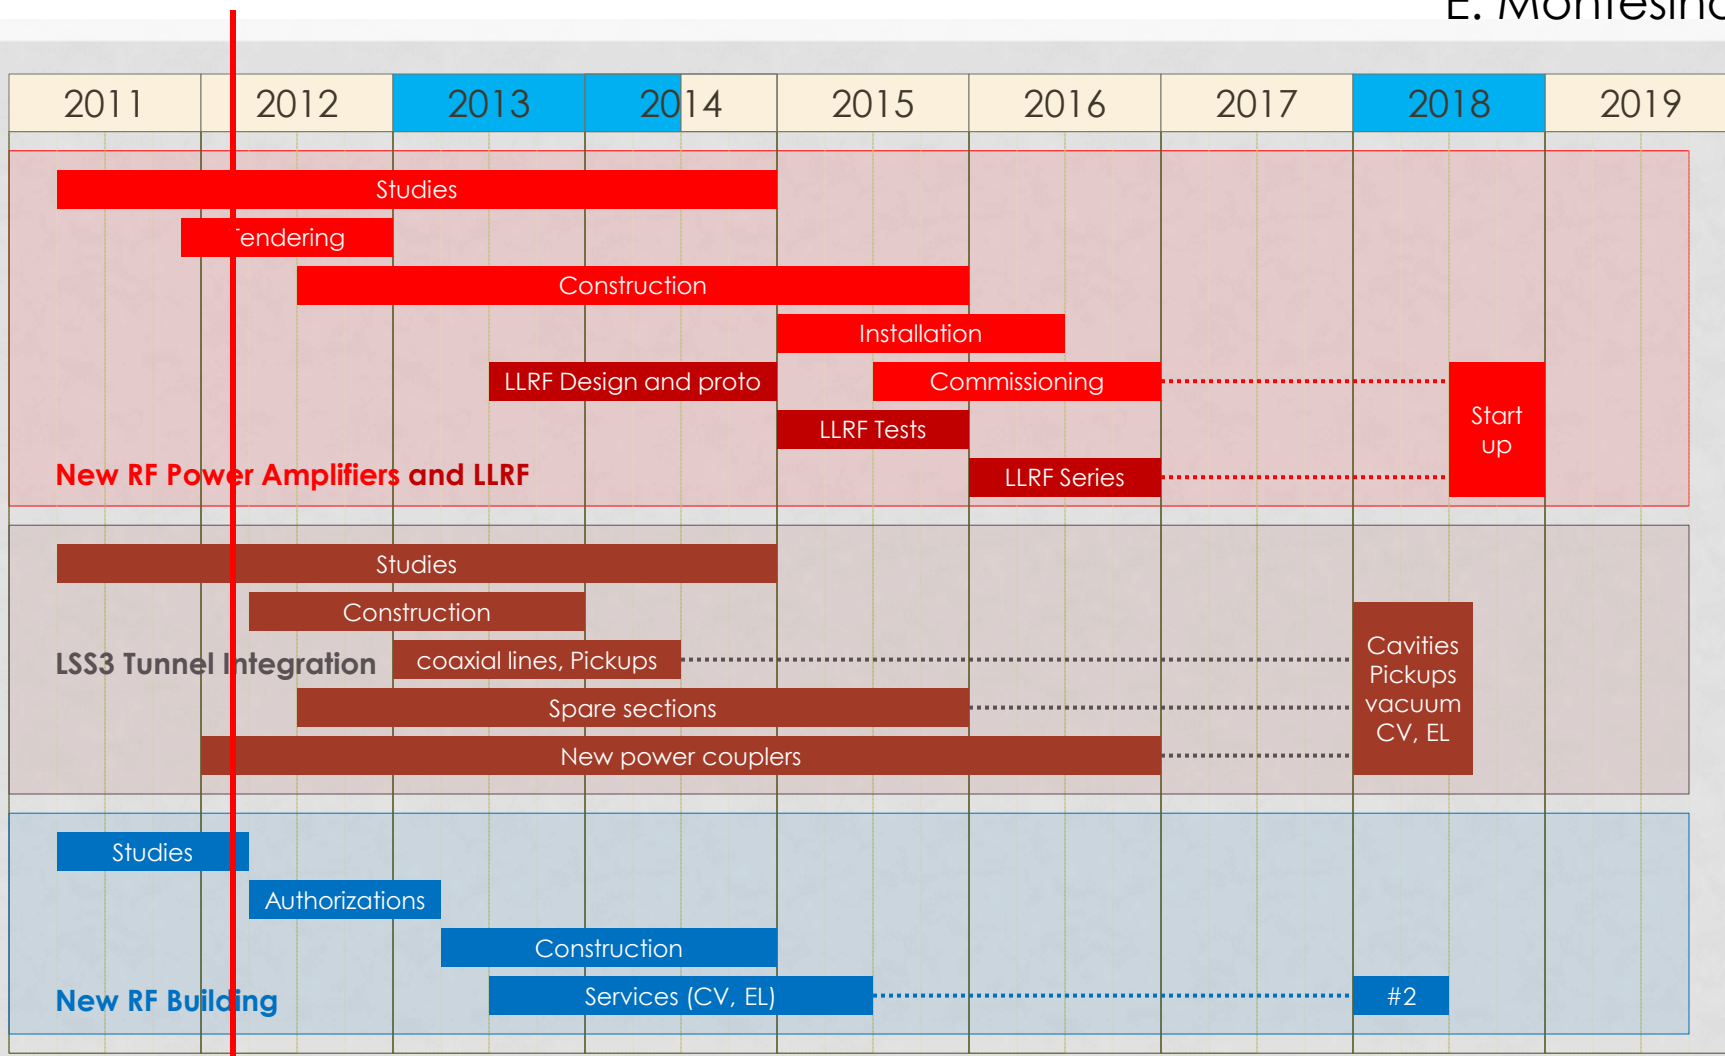 2011 2012 2013 2014 2015 2016 2017 2018 2019
Studies
endering
Construction
Installation
LLRF Design and proto
Commissioning
LLRF Tests
Start
up
New RF Power Amplifiers and LLRF
LLRF Series
Studies
Construction
LSS3 Tunnel Integration
coaxial lines, Pickups
Spare sections
New power couplers
Cavities
Pickups
vacuum
CV, EL
Studies
Authorizations
Construction
New RF Building
Services (CV, EL)
#2